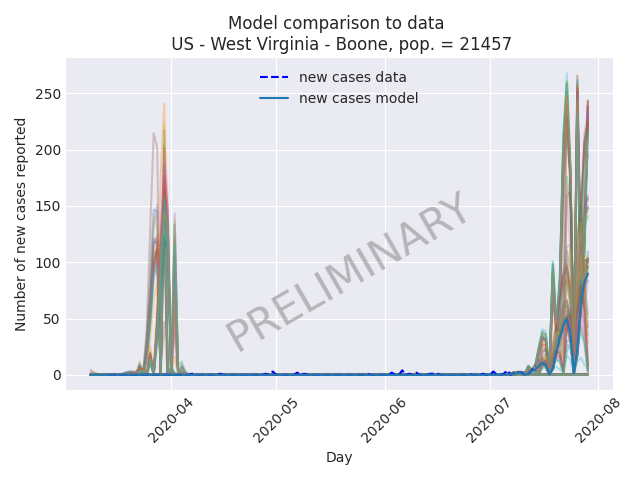 Model comparison to data
US - West Virginia - Boone, pop. = 21457
new cases data
new cases model
Number of new cases reported
250
200
150
100
50
0
PRELIMINARY
2020-04
2020-05
2020-06
2020-07
2020-08
Day